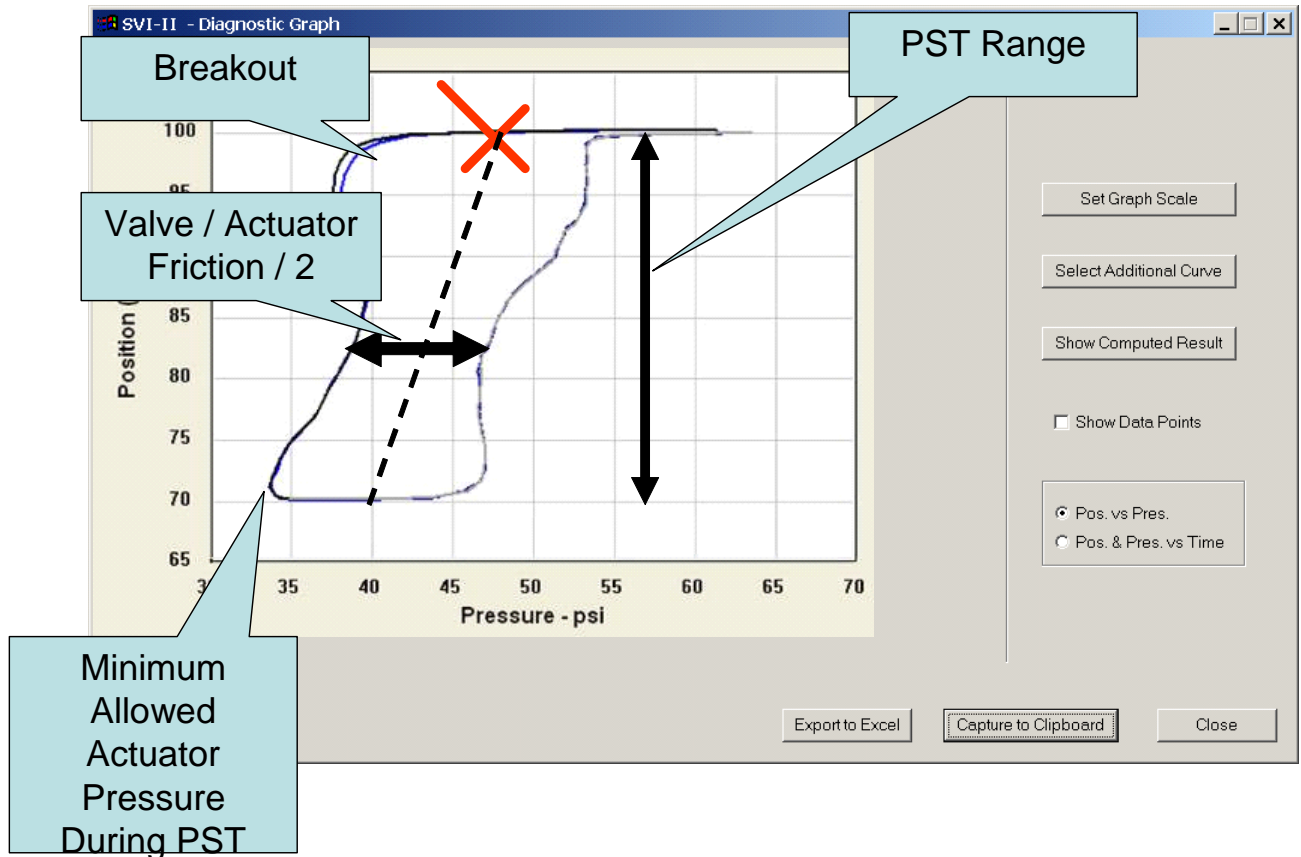 SVI-II - Diagnostic Graph
Breakout
PST Range
100
95
Valve / Actuator
Friction / 2
Position (
85
80
75
70
65
3
35
40
45
50
55
60
65
70
Pressure - psi
Set Graph Scale
Select Additional Curve
Show Computed Result
Show Data Points
Pos. vs Pres.
Pos. & Pres. vs Time
Minimum
Allowed
Actuator
Pressure
During PST
Export to Excel
Capture to Clipboard
Close